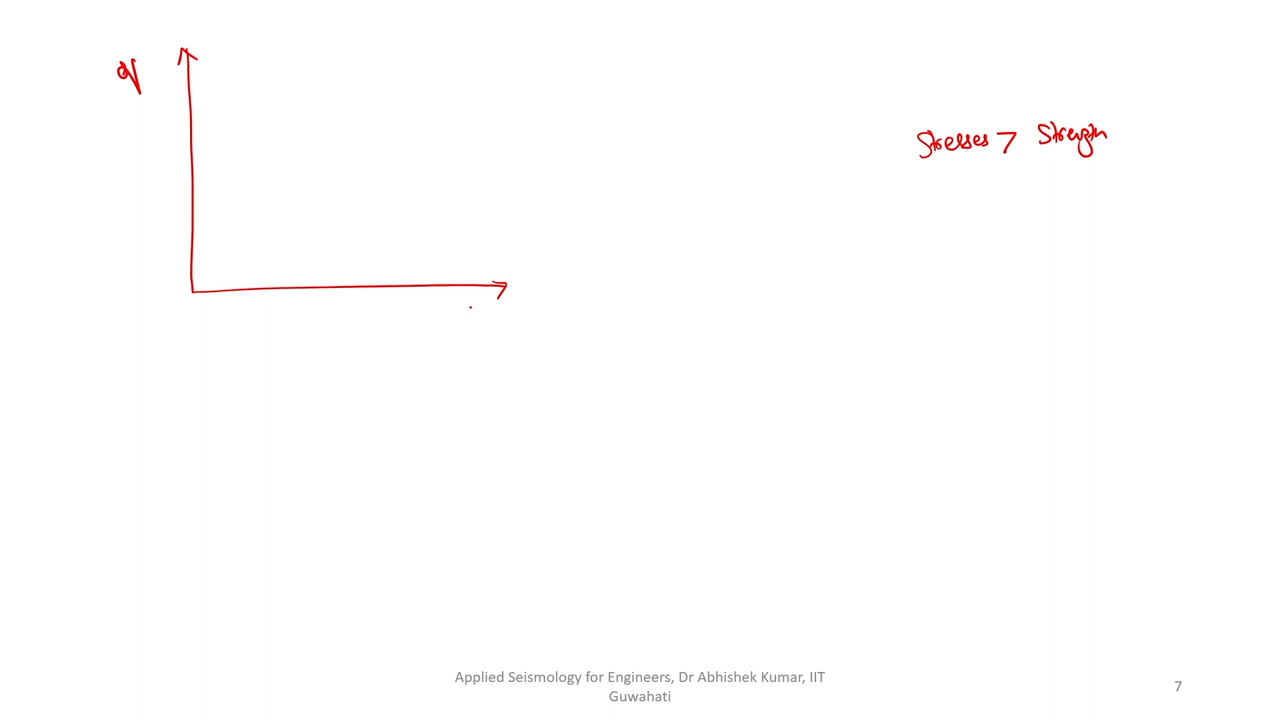 Stresses > Strength
Applied Seismology for Engineers, Dr Abhishek Kumar, IIT
Guwahati
7